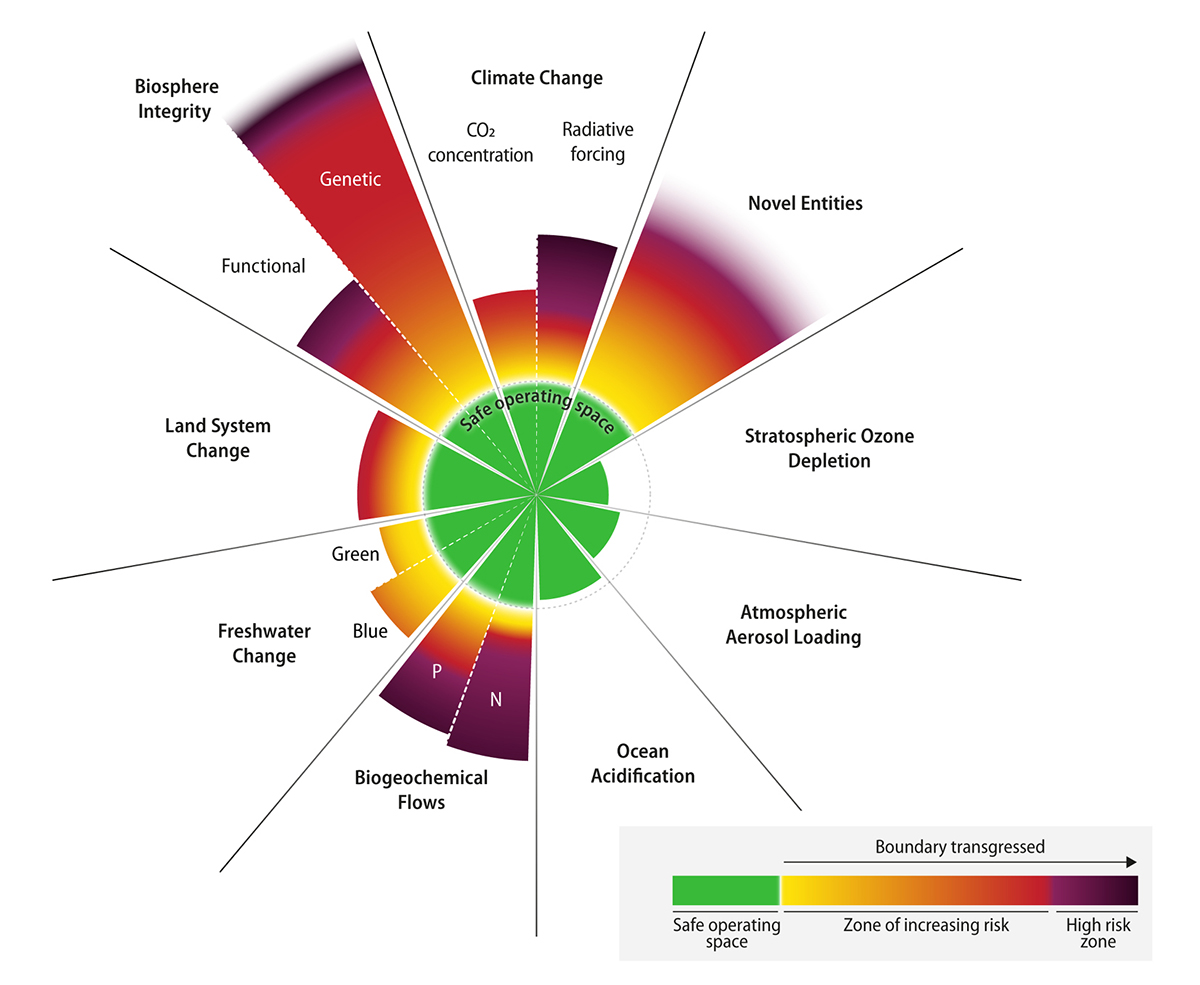 Climate Change
CO₂
concentration
Radiative
forcing
Biosphere
Integrity
Genetic
Functional
Novel Entities
Safe operating space
Stratospheric Ozone
Depletion
Land System
Change
Green
Blue
Freshwater
Change
P
N
Biogeochemical
Flows
Atmospheric
Aerosol Loading
Ocean
Acidification
Boundary transgressed
Safe operating
space
Zone of increasing risk
High risk
zone